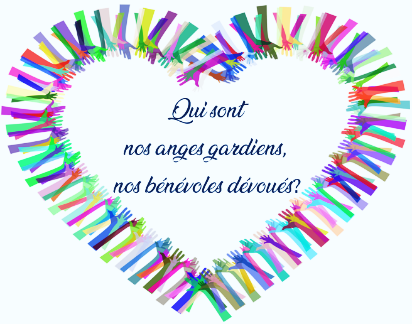 Qui sont
nos anges gardiens,
nos bénévoles dévoués?